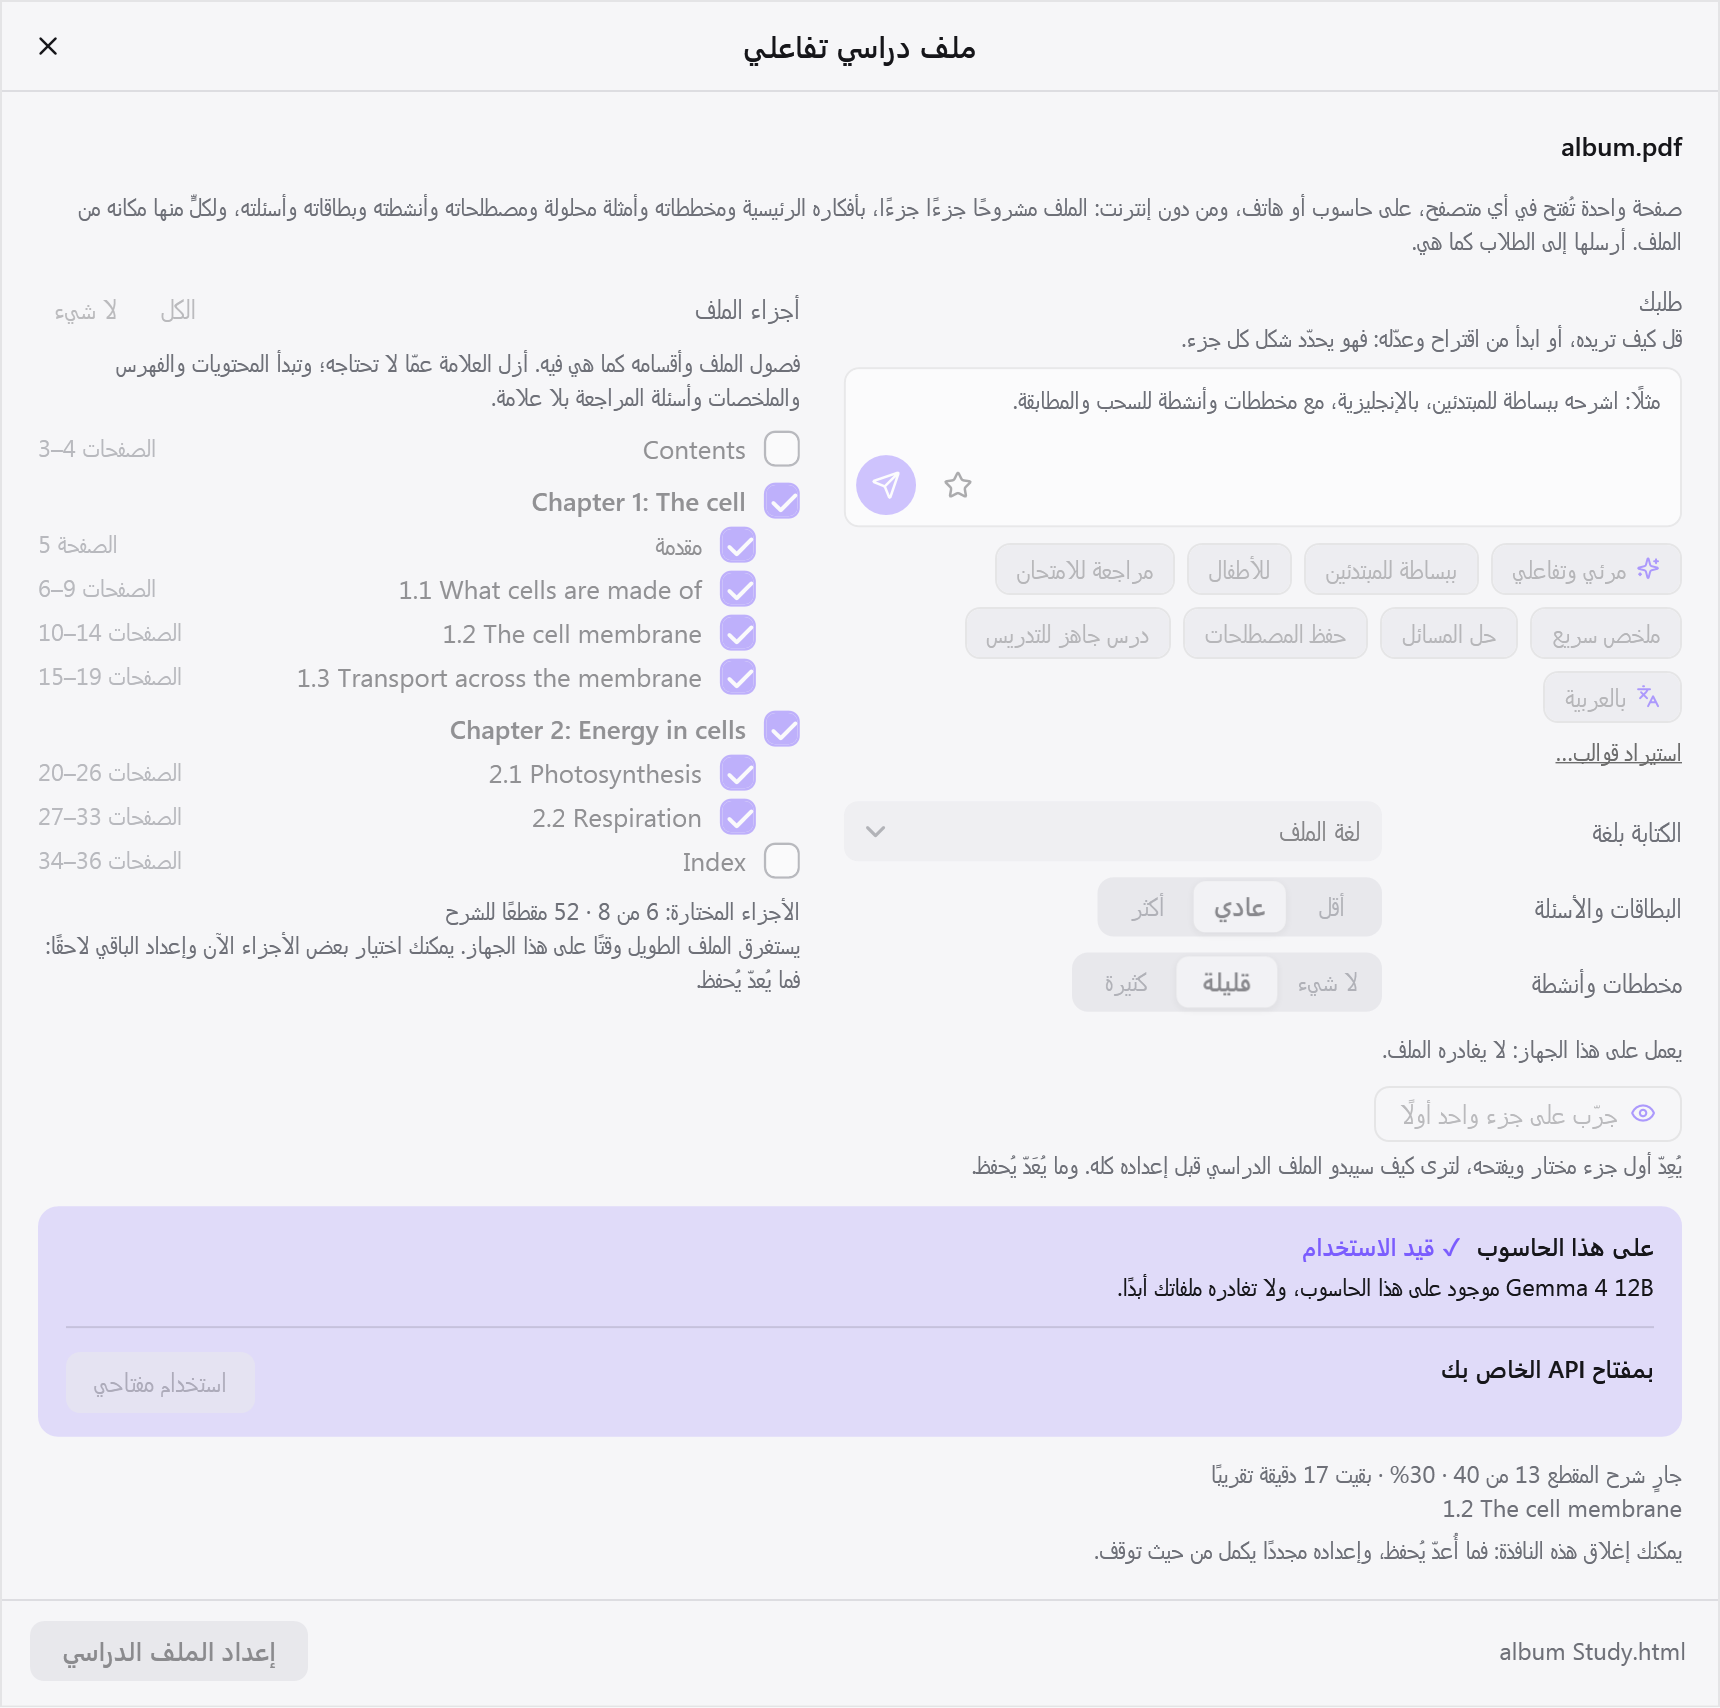 ملف دراسي تفاعلي
album.pdf
صفحة واحدة تُفتح في أي متصفح، على حاسوب أو هاتف، ومن دون إنترنت: الملف مشروحًا جزءًا جزءًا، بأفكاره الرئيسية ومخططاته وأمثلة محلولة ومصطلحاته وأنشطته وبطاقاته وأسئلته، ولكلٍّ منها مكانه من
الملف. أرسلها إلى الطلاب كما هي.
طلبك
قل كيف تريده، أو ابدأ من اقتراح وعدّله: فهو يحدّد شكل كل جزء.
مثلًا: اشرحه ببساطة للمبتدئين، بالإنجليزية، مع مخططات وأنشطة للسحب والمطابقة.
مرئي وتفاعلي
ببساطة للمبتدئين
للأطفال
مراجعة للامتحان
ملخص سريع
حل المسائل
حفظ المصطلحات
درس جاهز للتدريس
بالعربية
استيراد قوالب...
الكتابة بلغة
لغة الملف
البطاقات والأسئلة
أقل
عادي
أكثر
مخططات وأنشطة
لا شيء
قليلة
كثيرة
يعمل على هذا الجهاز: لا يغادره الملف.
جرّب على جزء واحد أولًا
يُعِدّ أول جزء مختار ويفتحه، لترى كيف سيبدو الملف الدراسي قبل إعداده كله. وما يُعَدّ يُحفظ.
أجزاء الملف
الكل
لا شيء
فصول الملف وأقسامه كما هي فيه. أزل العلامة عمّا لا تحتاجه؛ وتبدأ المحتويات والفهرس
والملخصات وأسئلة المراجعة بلا علامة.
Contents الصفحات 3–4
Chapter 1: The cell
مقدمة الصفحة 5
1.1 What cells are made of الصفحات 6–9
1.2 The cell membrane الصفحات 10–14
1.3 Transport across the membrane الصفحات 15–19
Chapter 2: Energy in cells
2.1 Photosynthesis الصفحات 20–26
2.2 Respiration الصفحات 27–33
Index الصفحات 34–36
الأجزاء المختارة: 6 من 8 · 52 مقطعًا للشرح
يستغرق الملف الطويل وقتًا على هذا الجهاز. يمكنك اختيار بعض الأجزاء الآن وإعداد الباقي لاحقًا:
فما يُعدّ يُحفظ.
على هذا الحاسوب ✓ قيد الاستخدام
Gemma 4 12B موجود على هذا الحاسوب، ولا تغادره ملفاتك أبدًا.
بمفتاح API الخاص بك
استخدام مفتاحي
جارٍ شرح المقطع 13 من 40 · 30% · بقيت 17 دقيقة تقريبًا
1.2 The cell membrane
يمكنك إغلاق هذه النافذة: فما أُعدّ يُحفظ، وإعداده مجددًا يكمل من حيث توقف.
album Study.html
إعداد الملف الدراسي